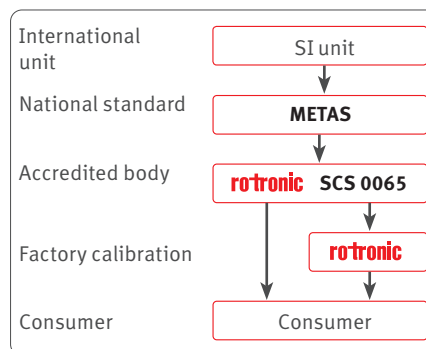 International
unit
SI unit
National standard
METAS
Accredited body
rotronic SCS 0065
Factory calibration
rotronic
Consumer
Consumer